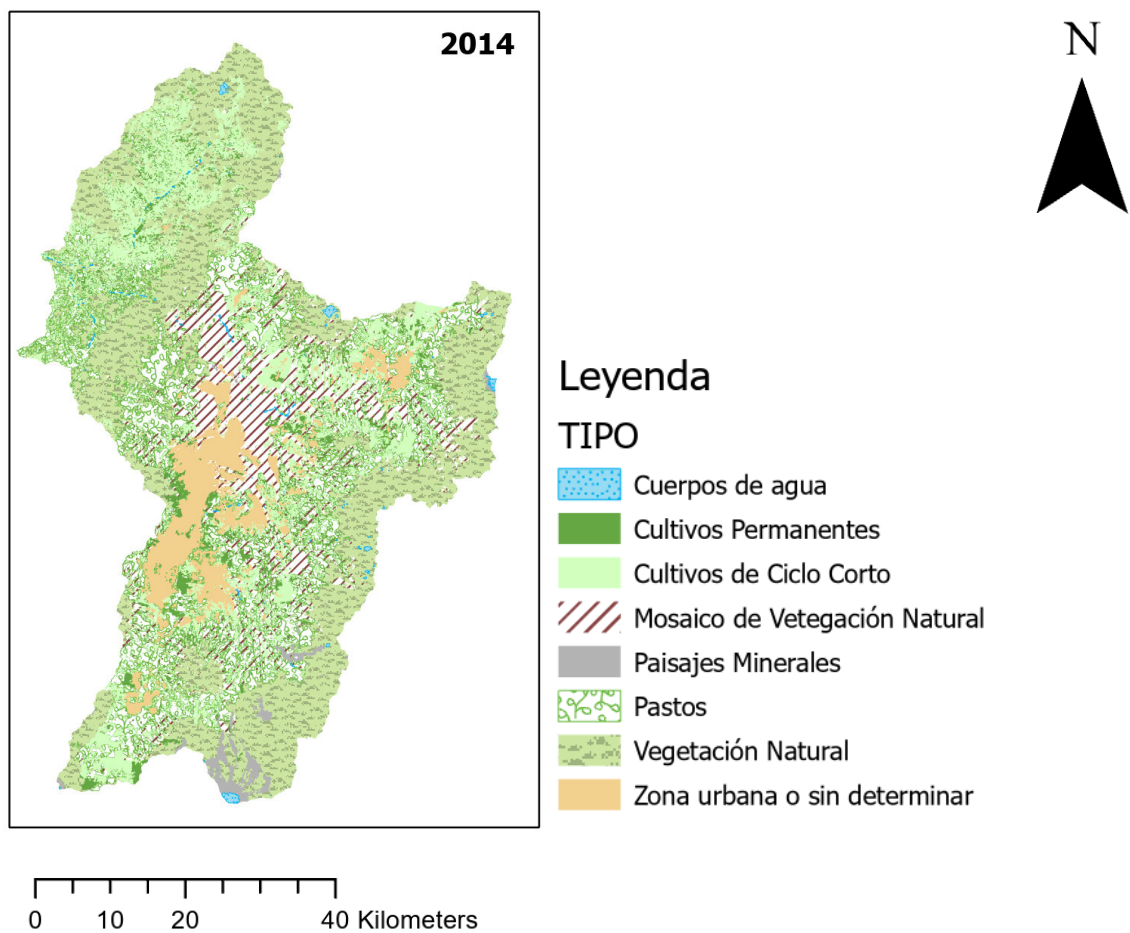 2014
N
Leyenda
TIPO
Cuerpos de agua
Cultivos Permanentes
Cultivos de Ciclo Corto
Mosaico de Vetegación Natural
Paisajes Minerales
Pastos
Vegetación Natural
Zona urbana o sin determinar
0 10 20 40 Kilometers